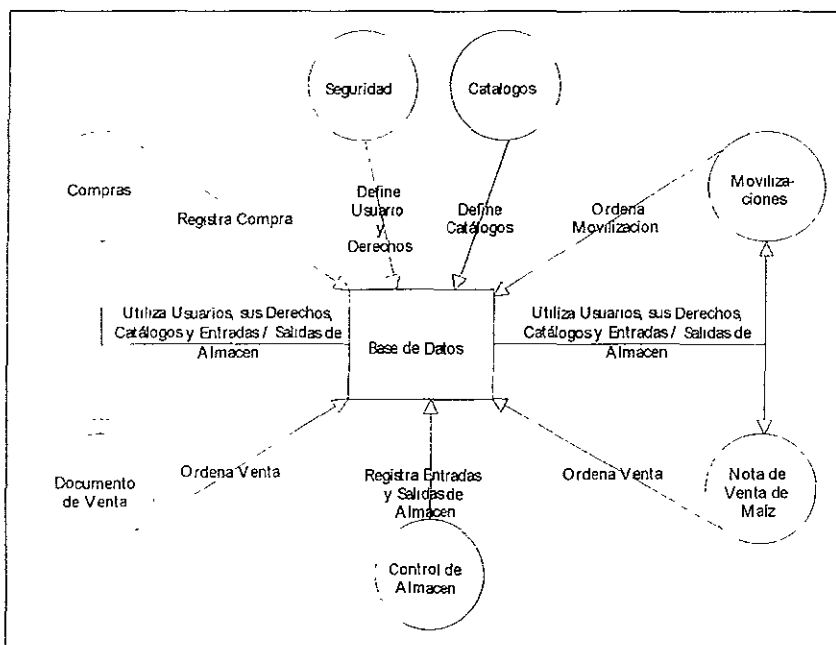 Seguridad
Catalogos
Compras
Moviliza-
ciones
Registra Compra
Define
Usuario
y
Derechos
Define
Catálogos
Ordena
Movilizacion
Utiliza Usuarios, sus Derechos,
Catálogos y Entradas / Salidas de
Almacen
Base de Datos
Utiliza Usuarios, sus Derechos,
Catálogos y Entradas / Salidas de
Almacen
Documento
de Venta
Ordena Venta
Registra Entradas
y Salidas de
Almacen
Ordena Venta
Nota de
Venta de
Maíz
Control de
Almacen